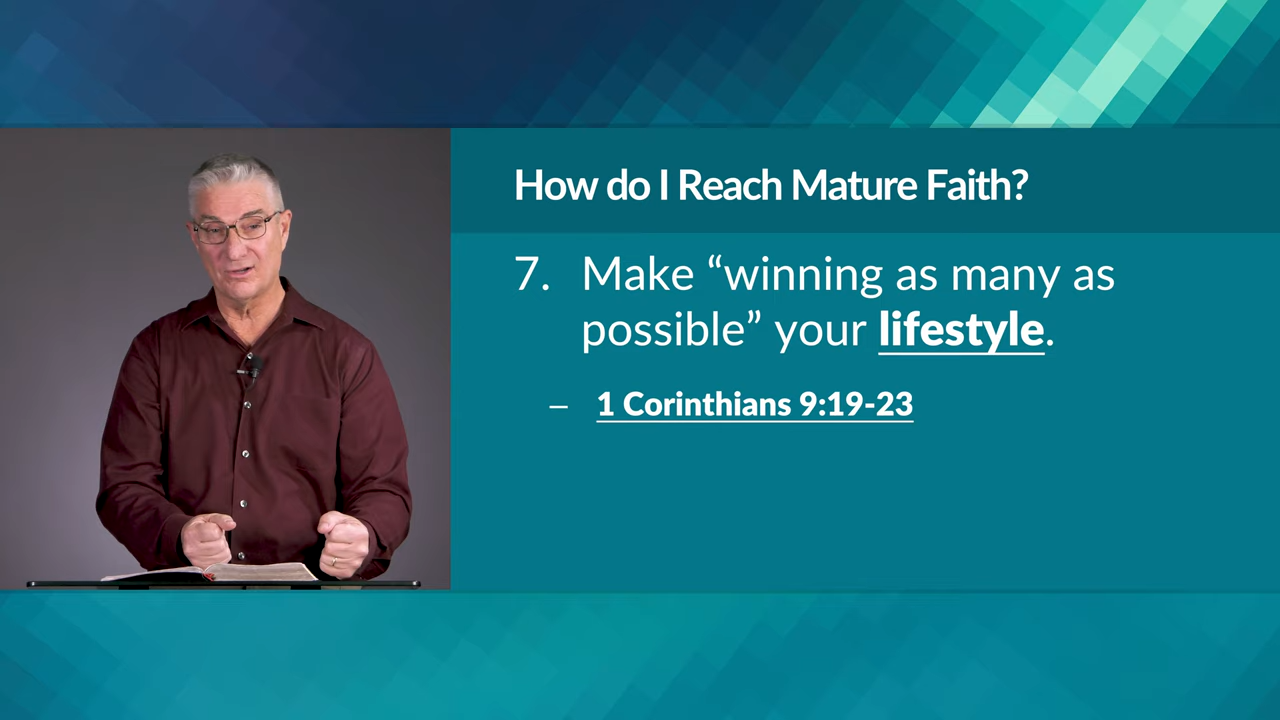 How do I Reach Mature Faith?
7. Make “winning as many as
possible” your lifestyle.
– 1 Corinthians 9:19-23